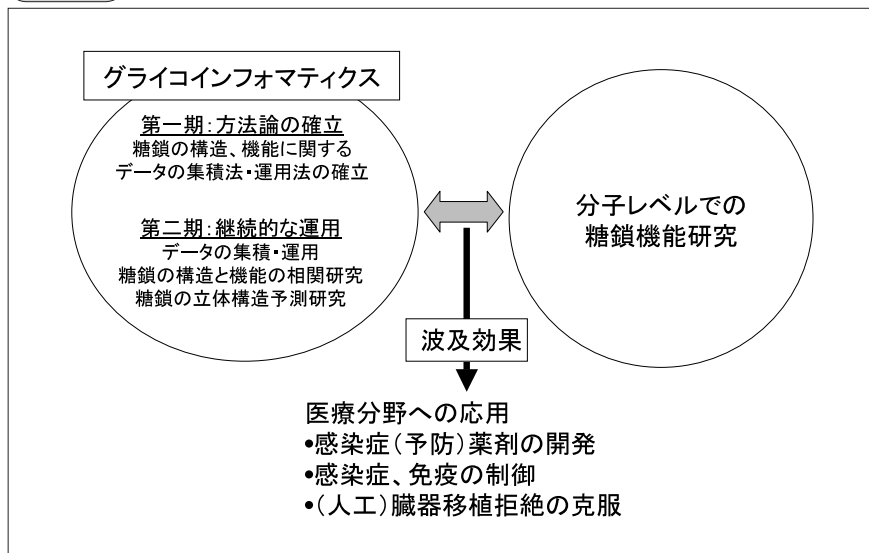 グライコインフォマティクス
第一期：方法論の確立
糖鎖の構造、機能に関する
データの集積法・運用法の確立
第二期：継続的な運用
データの集積・運用
糖鎖の構造と機能の相関研究
糖鎖の立体構造予測研究
分子レベルでの
糖鎖機能研究
波及効果
医療分野への応用
•感染症（予防）薬剤の開発
•感染症、免疫の制御
•（人工）臓器移植拒絶の克服